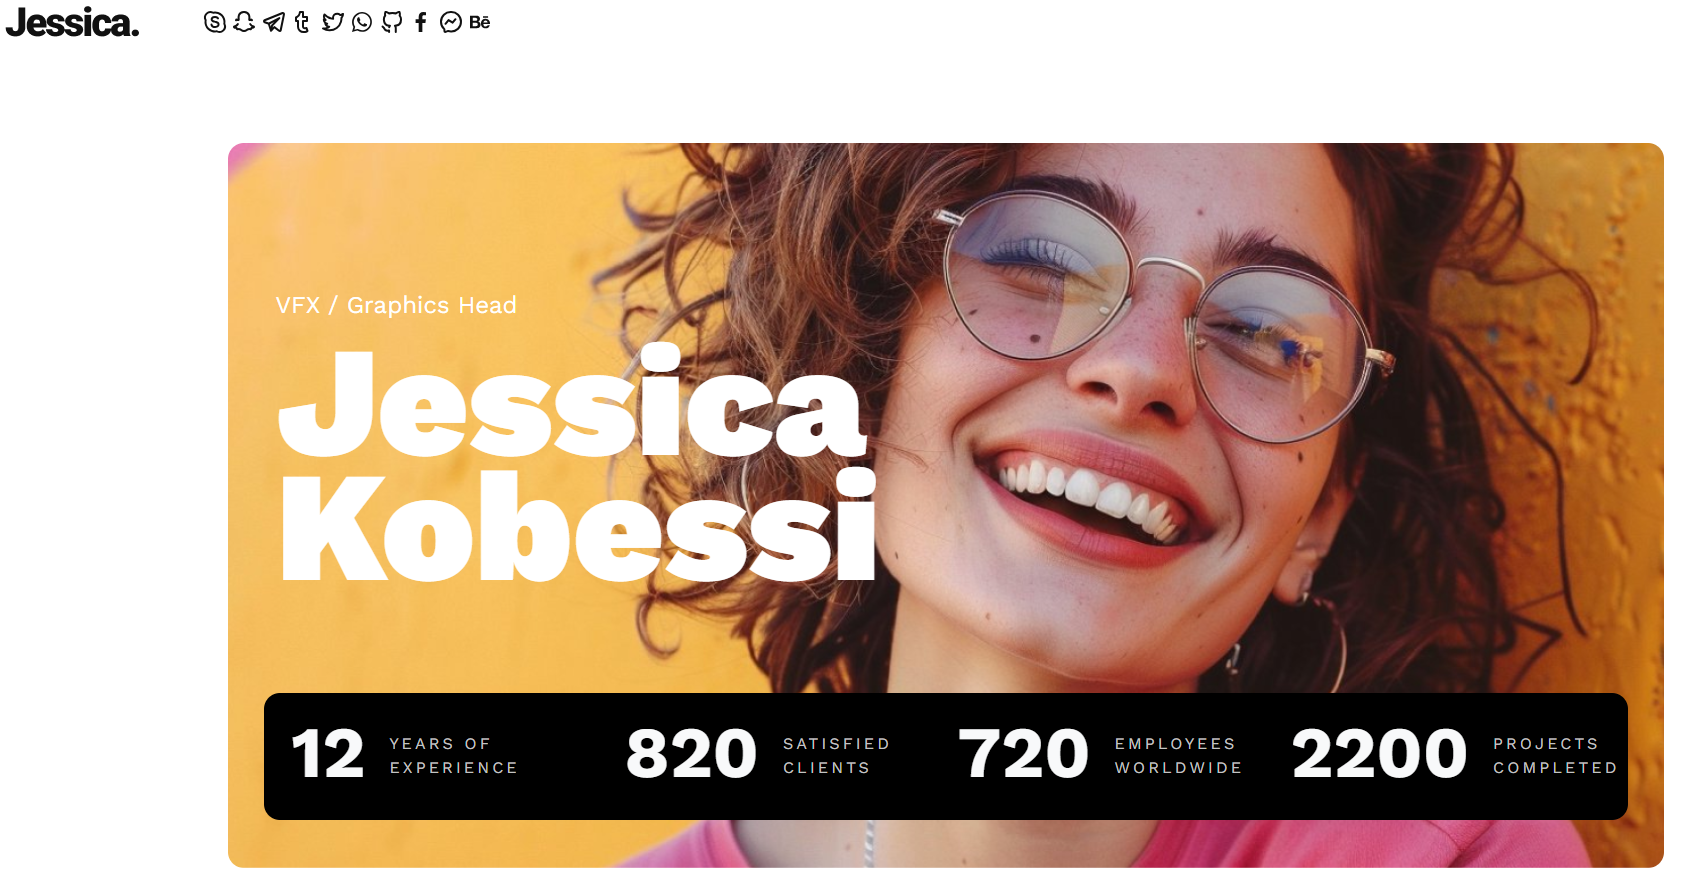 Jessica.
Bē
VFX / Graphics Head
Jessica
Kobessi
12 YEARS OF
EXPERIENCE
820 SATISFIED
CLIENTS
720 EMPLOYEES
WORLDWIDE
2200 PROJECTS
COMPLETED